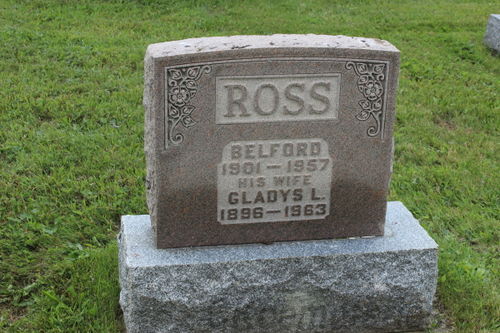 ROSS
BELFORD
1901 – 1957
HIS WIFE
GLADYS L.
1896 – 1963